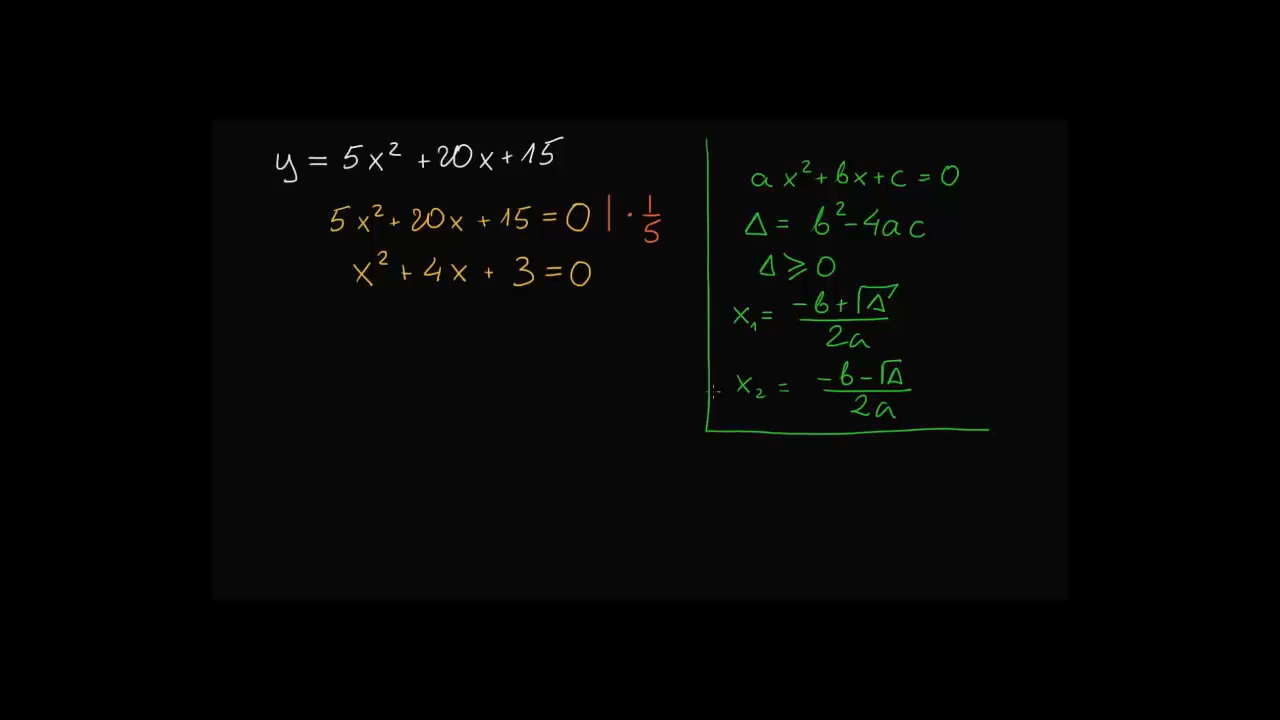 y = 5x² + 20x + 15
5x² + 20x + 15 = 0 | · 1/5
x² + 4x + 3 = 0
ax² + bx + c = 0
Δ = b² - 4ac
Δ ⩾ 0
x₁ = (-b + √Δ)/2a
x₂ = (-b - √Δ)/2a